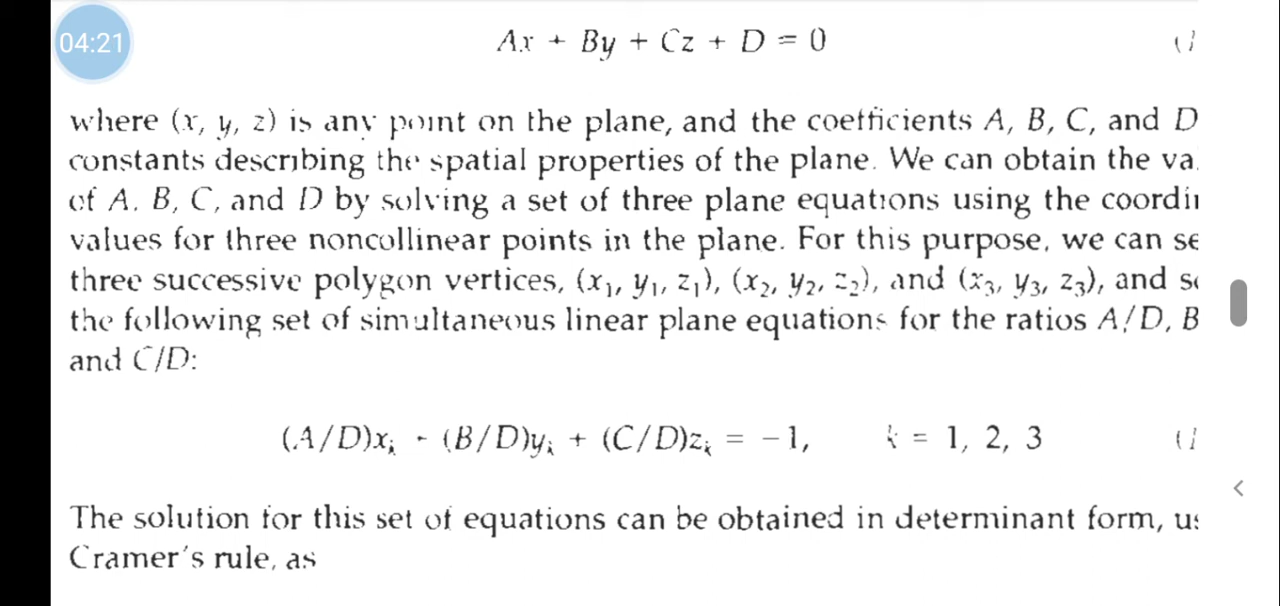 04:21
Ax + By + Cz + D = 0
where (x, y, z) is any point on the plane, and the coefficients A, B, C, and D
constants describing the spatial properties of the plane. We can obtain the va
of A, B, C, and D by solving a set of three plane equations using the coordin
values for three noncollinear points in the plane. For this purpose, we can se
three successive polygon vertices, (x₁, y₁, z₁), (x₂, y₂, z₂), and (x₃, y₃, z₃), and so
the following set of simultaneous linear plane equations for the ratios A/D, B
and C/D:
(A/D)xₖ + (B/D)yₖ + (C/D)zₖ = −1, k = 1, 2, 3
The solution for this set of equations can be obtained in determinant form, us
Cramer's rule, as